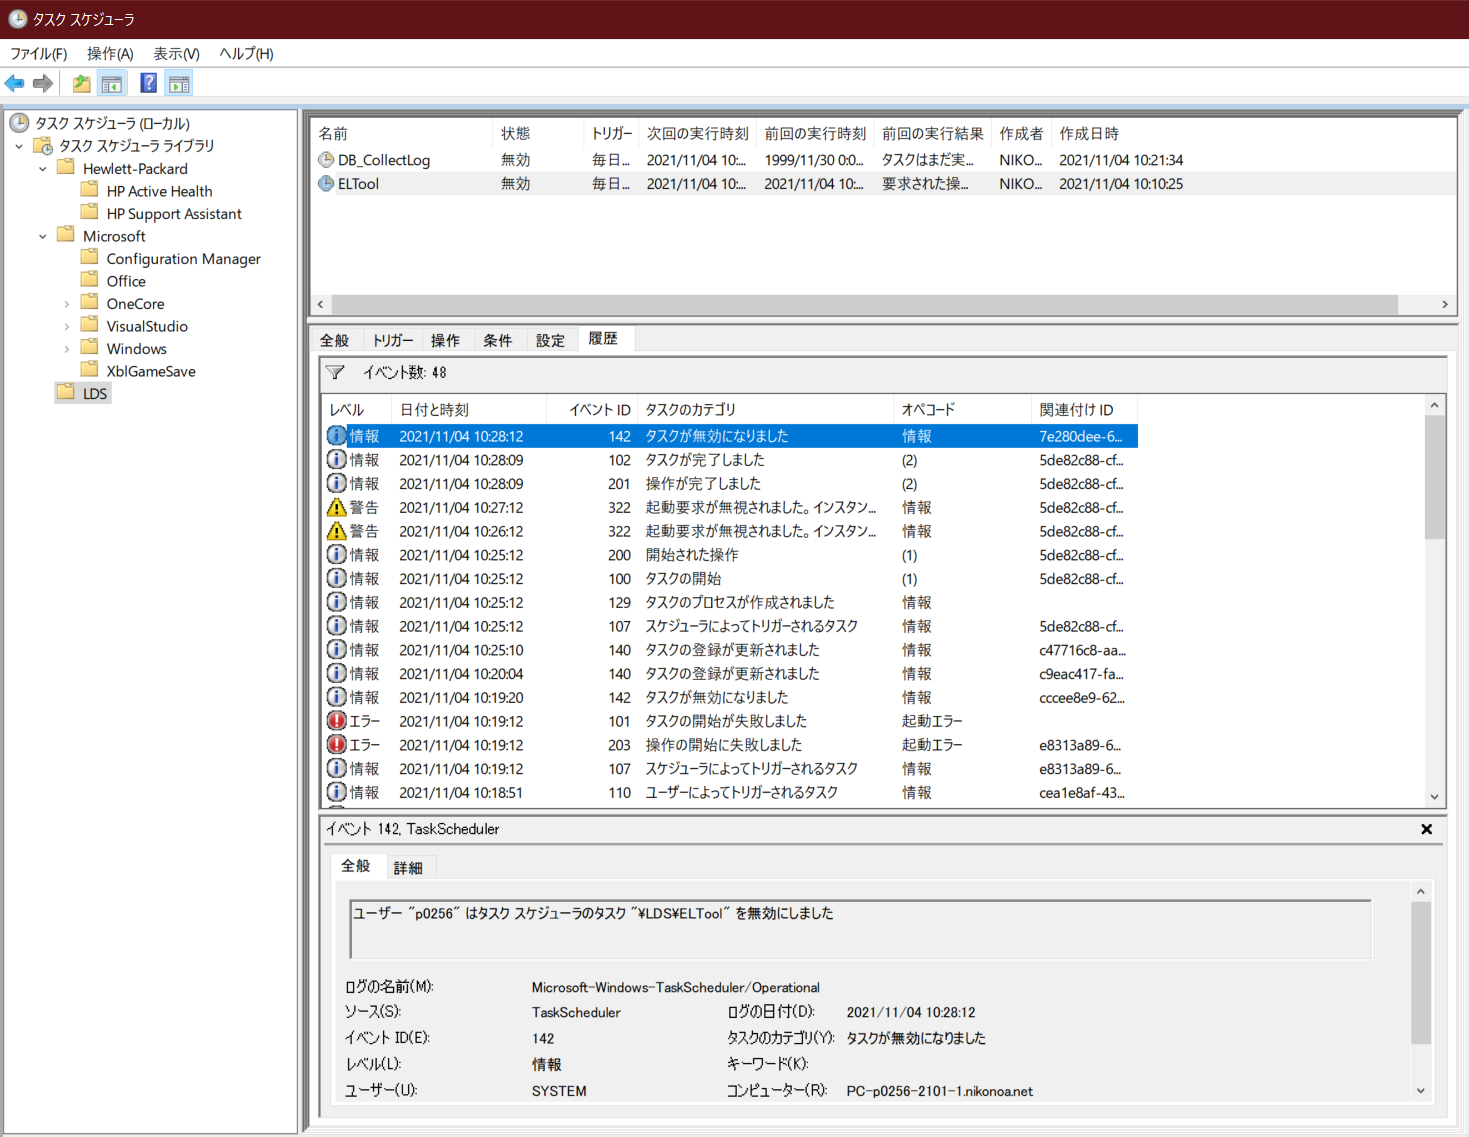 タスク スケジューラ
ファイル(F) 操作(A) 表示(V) ヘルプ(H)
タスク スケジューラ (ローカル)
タスク スケジューラ ライブラリ
Hewlett-Packard
HP Active Health
HP Support Assistant
Microsoft
Configuration Manager
Office
OneCore
VisualStudio
Windows
XblGameSave
LDS
名前 状態 トリガー 次回の実行時刻 前回の実行時刻 前回の実行結果 作成者 作成日時
DB_CollectLog 無効 毎日... 2021/11/04 10:... 1999/11/30 0:0... タスクはまだ実... NIKO... 2021/11/04 10:21:34
ELTool 無効 毎日... 2021/11/04 10:... 2021/11/04 10:... 要求された操... NIKO... 2021/11/04 10:10:25
全般 トリガー 操作 条件 設定 履歴
イベント数: 48
レベル 日付と時刻 イベント ID タスクのカテゴリ オペコード 関連付け ID
情報 2021/11/04 10:28:12 142 タスクが無効になりました 情報 7e280dee-6...
情報 2021/11/04 10:28:09 102 タスクが完了しました (2) 5de82c88-cf...
情報 2021/11/04 10:28:09 201 操作が完了しました (2) 5de82c88-cf...
警告 2021/11/04 10:27:12 322 起動要求が無視されました。インスタン... 情報 5de82c88-cf...
警告 2021/11/04 10:26:12 322 起動要求が無視されました。インスタン... 情報 5de82c88-cf...
情報 2021/11/04 10:25:12 200 開始された操作 (1) 5de82c88-cf...
情報 2021/11/04 10:25:12 100 タスクの開始 (1) 5de82c88-cf...
情報 2021/11/04 10:25:12 129 タスクのプロセスが作成されました 情報
情報 2021/11/04 10:25:12 107 スケジューラによってトリガーされるタスク 情報 5de82c88-cf...
情報 2021/11/04 10:25:10 140 タスクの登録が更新されました 情報 c47716c8-aa...
情報 2021/11/04 10:20:04 140 タスクの登録が更新されました 情報 c9eac417-fa...
情報 2021/11/04 10:19:20 142 タスクが無効になりました 情報 cccee8e9-62...
エラー 2021/11/04 10:19:12 101 タスクの開始が失敗しました 起動エラー
エラー 2021/11/04 10:19:12 203 操作の開始に失敗しました 起動エラー e8313a89-6...
情報 2021/11/04 10:19:12 107 スケジューラによってトリガーされるタスク 情報 e8313a89-6...
情報 2021/11/04 10:18:51 110 ユーザーによってトリガーされるタスク 情報 cea1e8af-43...
イベント 142, TaskScheduler
全般 詳細
ユーザー "p0256" はタスク スケジューラのタスク "¥LDS¥ELTool" を無効にしました
ログの名前(M): Microsoft-Windows-TaskScheduler/Operational
ソース(S): TaskScheduler ログの日付(D): 2021/11/04 10:28:12
イベント ID(E): 142 タスクのカテゴリ(Y): タスクが無効になりました
レベル(L): 情報 キーワード(K):
ユーザー(U): SYSTEM コンピューター(R): PC-p0256-2101-1.nikonoa.net